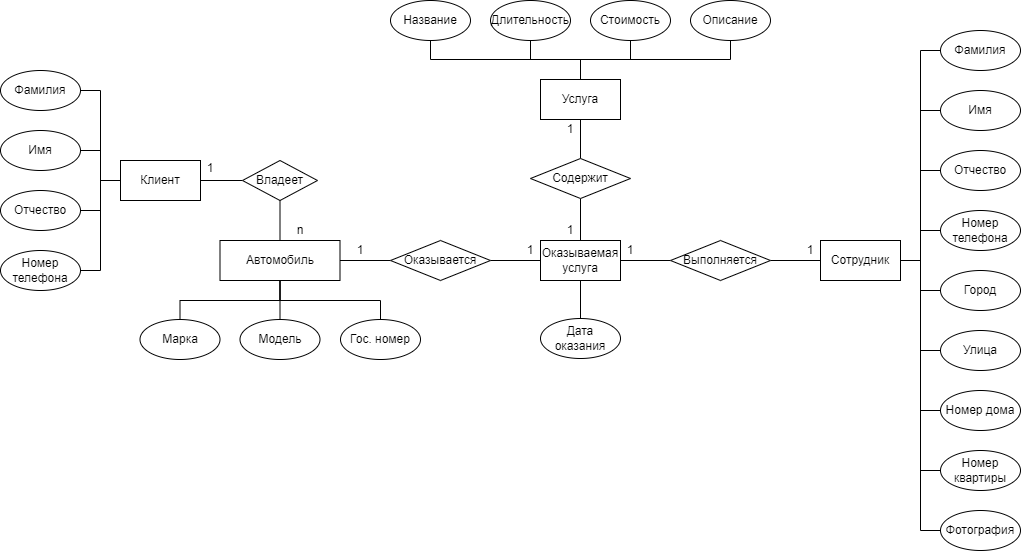 Название
Длительность
Стоимость
Описание
Услуга
1
Содержит
1
Фамилия
Имя
Отчество
Номер
телефона
Клиент
1
Владеет
n
Автомобиль
1
Оказывается
1
Оказываемая
услуга
1
Выполняется
1
Сотрудник
Марка
Модель
Гос. номер
Дата
оказания
Фамилия
Имя
Отчество
Номер
телефона
Город
Улица
Номер дома
Номер
квартиры
Фотография